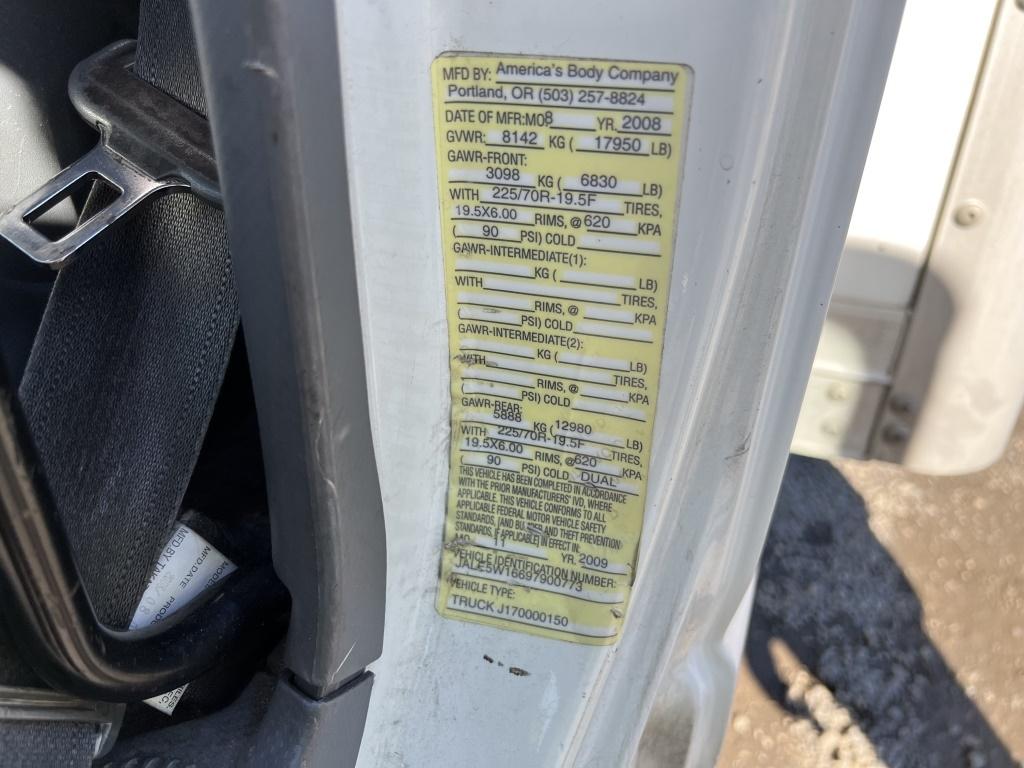 MFD BY: America's Body Company
Portland, OR (503) 257-8824
DATE OF MFR:MO8 YR. 2008
GVWR: 8142 KG ( 17950 LB)
GAWR-FRONT:
3098 KG ( 6830 LB)
WITH 225/70R-19.5F TIRES,
19.5X6.00 RIMS, @ 620 KPA
( 90 PSI) COLD
GAWR-INTERMEDIATE(1):
KG ( LB)
WITH TIRES,
RIMS, @ KPA
( PSI) COLD
GAWR-INTERMEDIATE(2):
KG ( LB)
WITH TIRES,
RIMS, @ KPA
( PSI) COLD
GAWR-REAR:
5888 KG ( 12980 LB)
WITH 225/70R-19.5F TIRES,
19.5X6.00 RIMS, @ 620 KPA
( 90 PSI) COLD DUAL
THIS VEHICLE HAS BEEN COMPLETED IN ACCORDANCE
WITH THE PRIOR MANUFACTURERS' IVD, WHERE
APPLICABLE. THIS VEHICLE CONFORMS TO ALL
APPLICABLE FEDERAL MOTOR VEHICLE SAFETY
STANDARDS, [AND BUMPER AND THEFT PREVENTION
STANDARDS, IF APPLICABLE] IN EFFECT IN:
MO. 11 YR. 2009
VEHICLE IDENTIFICATION NUMBER:
JALE5W16697900773
VEHICLE TYPE:
TRUCK J170000150
MFD BY
MFD DATE